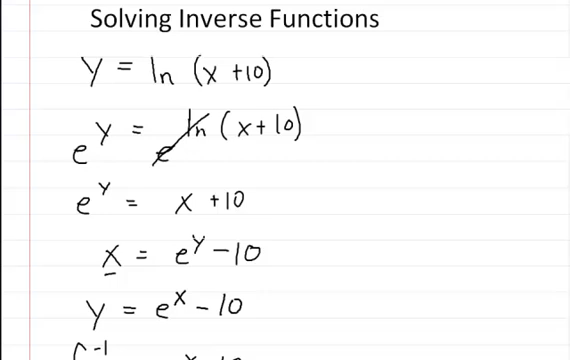 Solving Inverse Functions
y = ln (x +10)
e^y = e^ln (x+10)
e^y = x +10
x = e^y -10
y = e^x -10